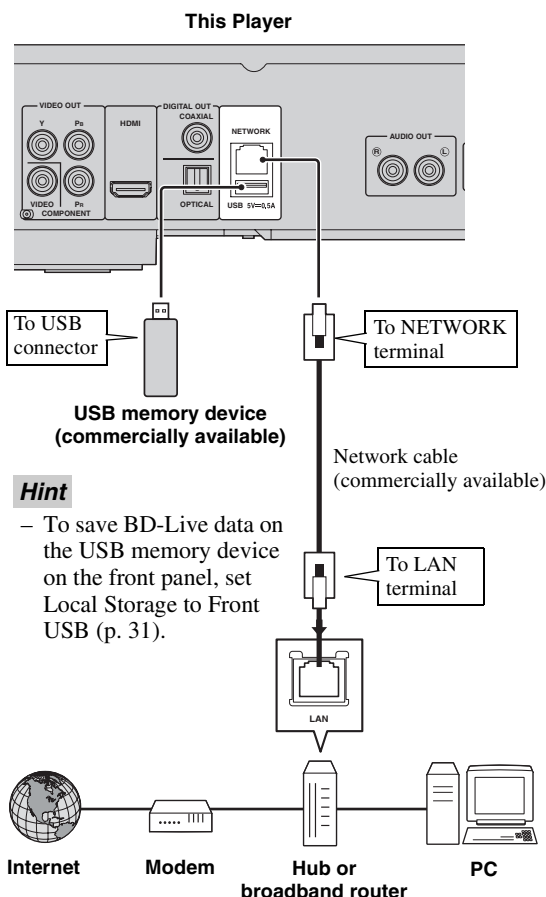 This Player
VIDEO OUT
Y
PB
VIDEO
PR
COMPONENT
HDMI
DIGITAL OUT
COAXIAL
OPTICAL
NETWORK
USB 5V⎓0.5A
AUDIO OUT
R
L
To USB
connector
To NETWORK
terminal
USB memory device
(commercially available)
Network cable
(commercially available)
Hint
– To save BD-Live data on
the USB memory device
on the front panel, set
Local Storage to Front
USB (p. 31).
To LAN
terminal
LAN
Internet
Modem
Hub or
broadband router
PC